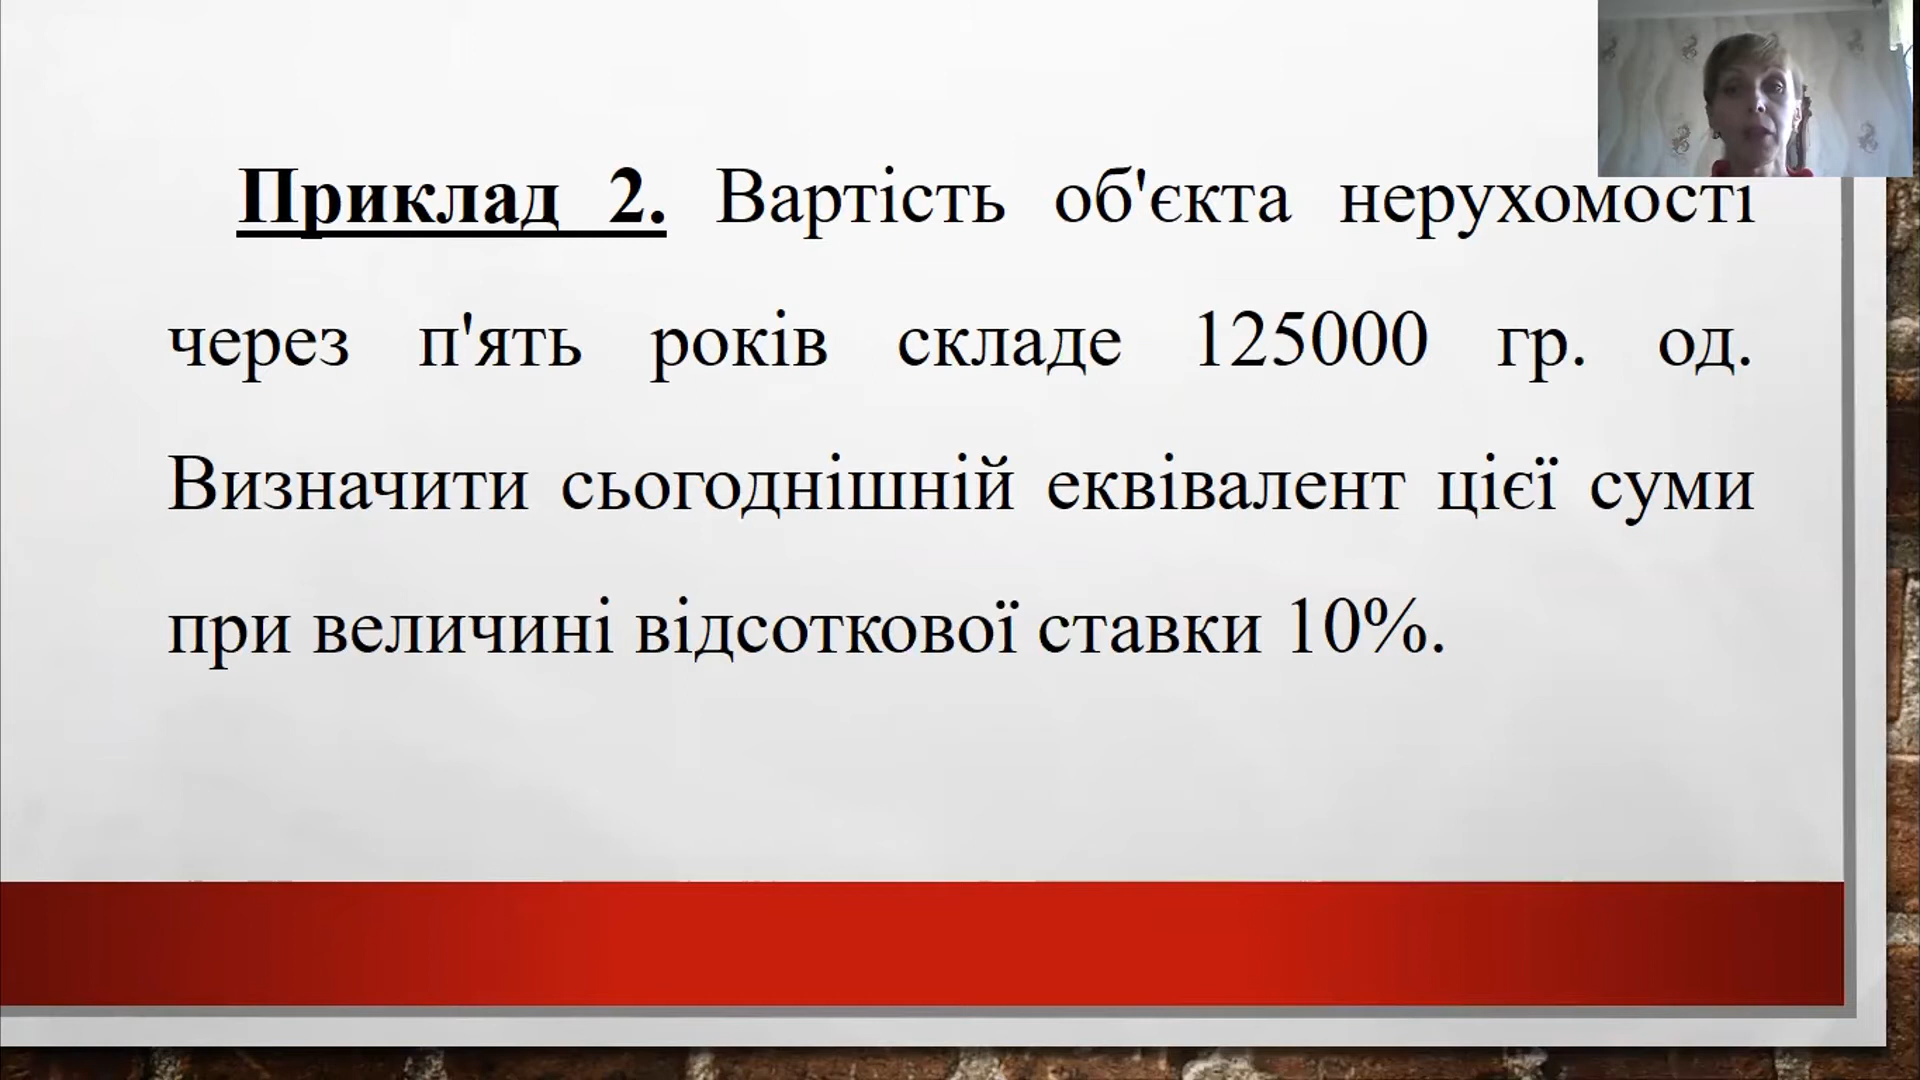 Приклад 2. Вартість об'єкта нерухомості
через п'ять років складе 125000 гр. од.
Визначити сьогоднішній еквівалент цієї суми
при величині відсоткової ставки 10%.